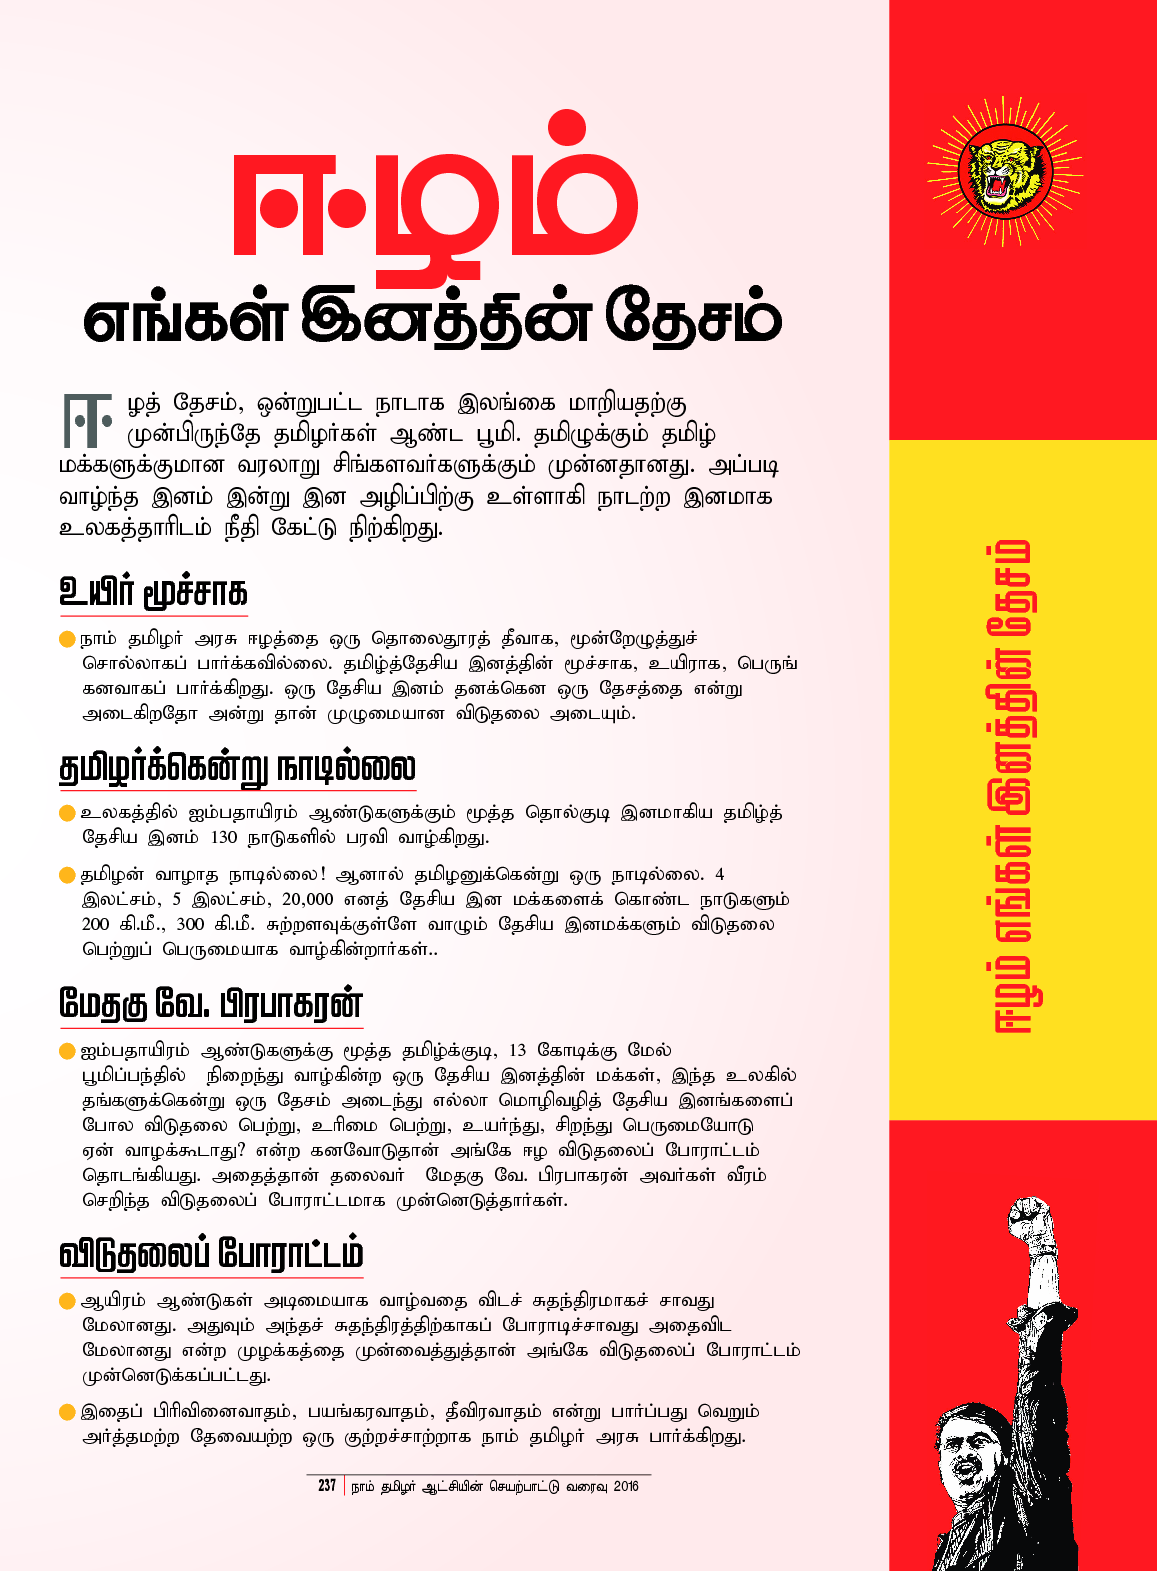 ஈழம்
எங்கள் இனத்தின் தேசம்
ஈழத் தேசம், ஒன்றுபட்ட நாடாக இலங்கை மாறியதற்கு
முன்பிருந்தே தமிழர்கள் ஆண்ட பூமி. தமிழுக்கும் தமிழ்
மக்களுக்குமான வரலாறு சிங்களவர்களுக்கும் முன்னதானது. அப்படி
வாழ்ந்த இனம் இன்று இன அழிப்பிற்கு உள்ளாகி நாடற்ற இனமாக
உலகத்தாரிடம் நீதி கேட்டு நிற்கிறது.
உயிர் மூச்சாக
நாம் தமிழர் அரசு ஈழத்தை ஒரு தொலைதூரத் தீவாக, மூன்றேழுத்துச்
சொல்லாகப் பார்க்கவில்லை. தமிழ்த்தேசிய இனத்தின் மூச்சாக, உயிராக, பெருங்
கனவாகப் பார்க்கிறது. ஒரு தேசிய இனம் தனக்கென ஒரு தேசத்தை என்று
அடைகிறதோ அன்று தான் முழுமையான விடுதலை அடையும்.
தமிழர்க்கென்று நாடில்லை
உலகத்தில் ஐம்பதாயிரம் ஆண்டுகளுக்கும் மூத்த தொல்குடி இனமாகிய தமிழ்த்
தேசிய இனம் 130 நாடுகளில் பரவி வாழ்கிறது.
தமிழன் வாழாத நாடில்லை! ஆனால் தமிழனுக்கென்று ஒரு நாடில்லை. 4
இலட்சம், 5 இலட்சம், 20,000 எனத் தேசிய இன மக்களைக் கொண்ட நாடுகளும்
200 கி.மீ., 300 கி.மீ. சுற்றளவுக்குள்ளே வாழும் தேசிய இனமக்களும் விடுதலை
பெற்றுப் பெருமையாக வாழ்கின்றார்கள்..
மேதகு வே. பிரபாகரன்
ஐம்பதாயிரம் ஆண்டுகளுக்கு மூத்த தமிழ்க்குடி, 13 கோடிக்கு மேல்
பூமிப்பந்தில் நிறைந்து வாழ்கின்ற ஒரு தேசிய இனத்தின் மக்கள், இந்த உலகில்
தங்களுக்கென்று ஒரு தேசம் அடைந்து எல்லா மொழிவழித் தேசிய இனங்களைப்
போல விடுதலை பெற்று, உரிமை பெற்று, உயர்ந்து, சிறந்து பெருமையோடு
ஏன் வாழக்கூடாது? என்ற கனவோடுதான் அங்கே ஈழ விடுதலைப் போராட்டம்
தொடங்கியது. அதைத்தான் தலைவர் மேதகு வே. பிரபாகரன் அவர்கள் வீரம்
செறிந்த விடுதலைப் போராட்டமாக முன்னெடுத்தார்கள்.
விடுதலைப் போராட்டம்
ஆயிரம் ஆண்டுகள் அடிமையாக வாழ்வதை விடச் சுதந்திரமாகச் சாவது
மேலானது. அதுவும் அந்தச் சுதந்திரத்திற்காகப் போராடிச்சாவது அதைவிட
மேலானது என்ற முழக்கத்தை முன்வைத்துத்தான் அங்கே விடுதலைப் போராட்டம்
முன்னெடுக்கப்பட்டது.
இதைப் பிரிவினைவாதம், பயங்கரவாதம், தீவிரவாதம் என்று பார்ப்பது வெறும்
அர்த்தமற்ற தேவையற்ற ஒரு குற்றச்சாற்றாக நாம் தமிழர் அரசு பார்க்கிறது.
237 நாம் தமிழர் ஆட்சியின் செயற்பாட்டு வரைவு 2016
ஈழம் எங்கள் இனத்தின் தேசம்